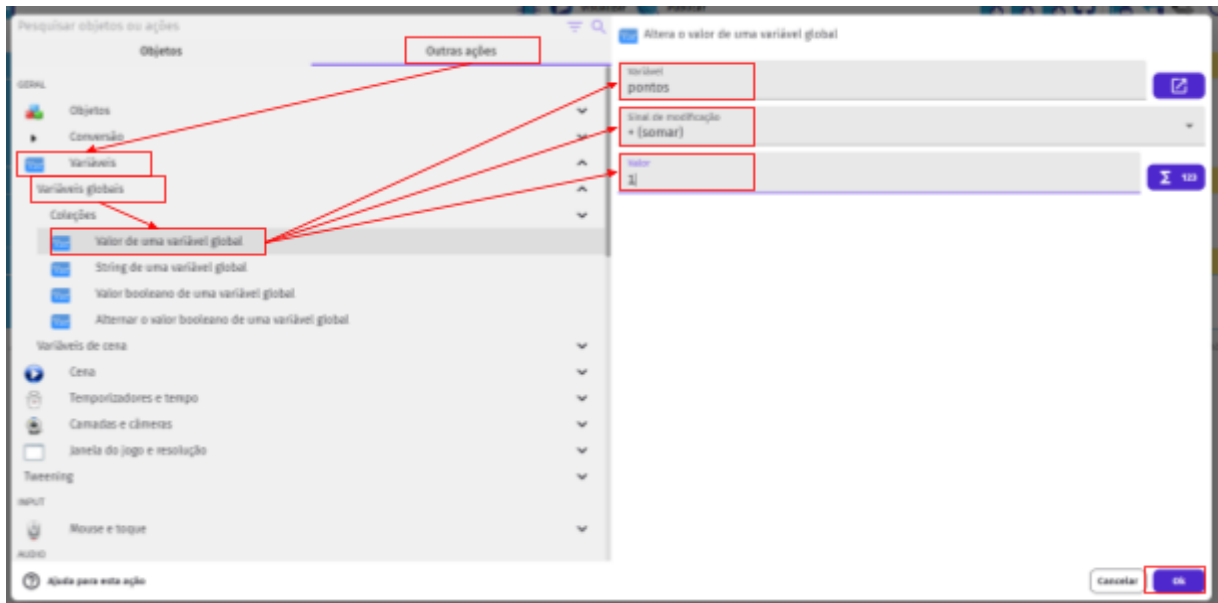 Pesquisar objetos ou ações
Objetos
Outras ações
GERAL
Objetos
Conversão
Variáveis
Variáveis globais
Coleções
Valor de uma variável global
String de uma variável global
Valor booleano de uma variável global
Alternar o valor booleano de uma variável global
Variáveis de cena
Cena
Temporizadores e tempo
Camadas e câmeras
Janela do jogo e resolução
Tweening
INPUT
Mouse e toque
AUDIO
Ajuda para esta ação
Altera o valor de uma variável global
Variável
pontos
Sinal de modificação
+ (somar)
Valor
1
Σ 123
Cancelar
Ok